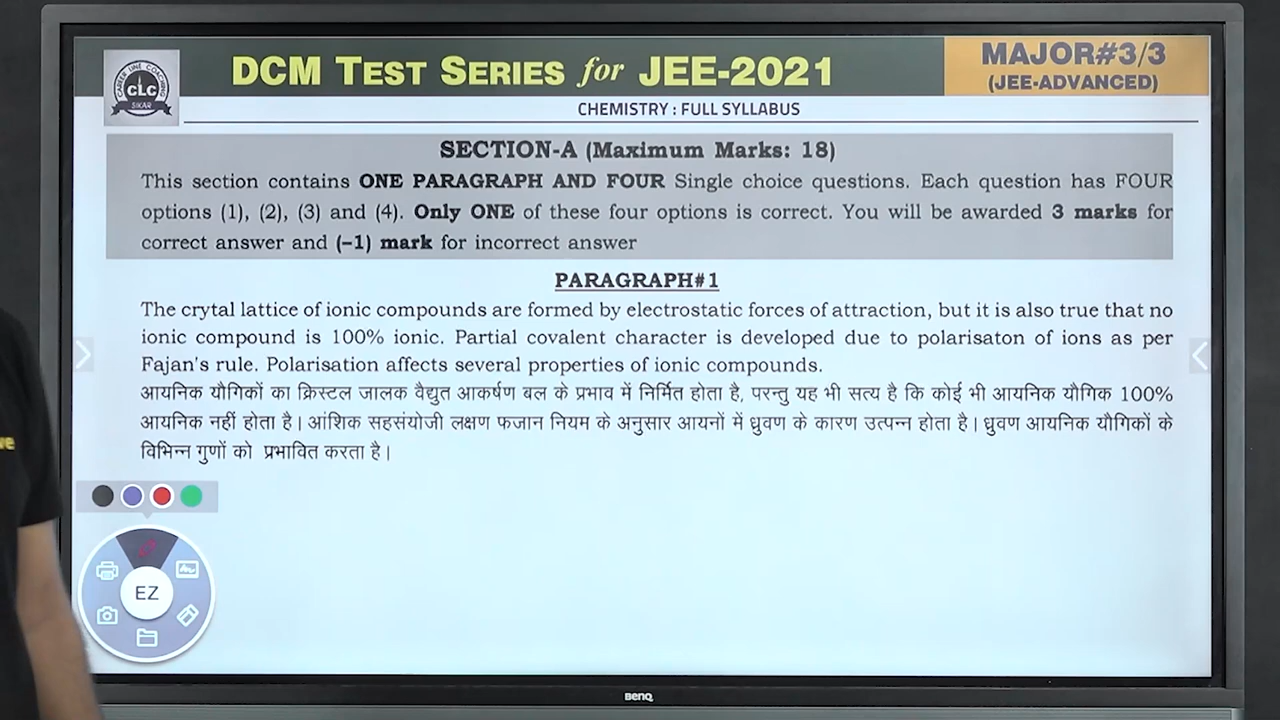 DCM TEST SERIES for JEE-2021
MAJOR#3/3
(JEE-ADVANCED)
CAREER LINE COACHING
CLC
SIKAR
CHEMISTRY : FULL SYLLABUS
SECTION-A (Maximum Marks: 18)
This section contains ONE PARAGRAPH AND FOUR Single choice questions. Each question has FOUR
options (1), (2), (3) and (4). Only ONE of these four options is correct. You will be awarded 3 marks for
correct answer and (–1) mark for incorrect answer
PARAGRAPH#1
The crytal lattice of ionic compounds are formed by electrostatic forces of attraction, but it is also true that no
ionic compound is 100% ionic. Partial covalent character is developed due to polarisaton of ions as per
Fajan's rule. Polarisation affects several properties of ionic compounds.
आयनिक यौगिकों का क्रिस्टल जालक वैद्युत आकर्षण बल के प्रभाव में निर्मित होता है, परन्तु यह भी सत्य है कि कोई भी आयनिक यौगिक 100%
आयनिक नहीं होता है। आंशिक सहसंयोजी लक्षण फजान नियम के अनुसार आयनों में ध्रुवण के कारण उत्पन्न होता है। ध्रुवण आयनिक यौगिकों के
विभिन्न गुणों को प्रभावित करता है।
EZ
BenQ